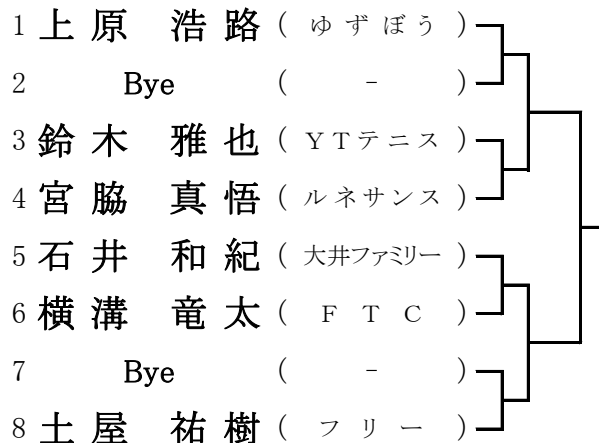 1 上原 浩路 ( ゆずぼう )
2 Bye ( - )
3 鈴木 雅也 ( YTテニス )
4 宮脇 真悟 ( ルネサンス )
5 石井 和紀 ( 大井ファミリー )
6 横溝 竜太 ( FTC )
7 Bye ( - )
8 土屋 祐樹 ( フリー )